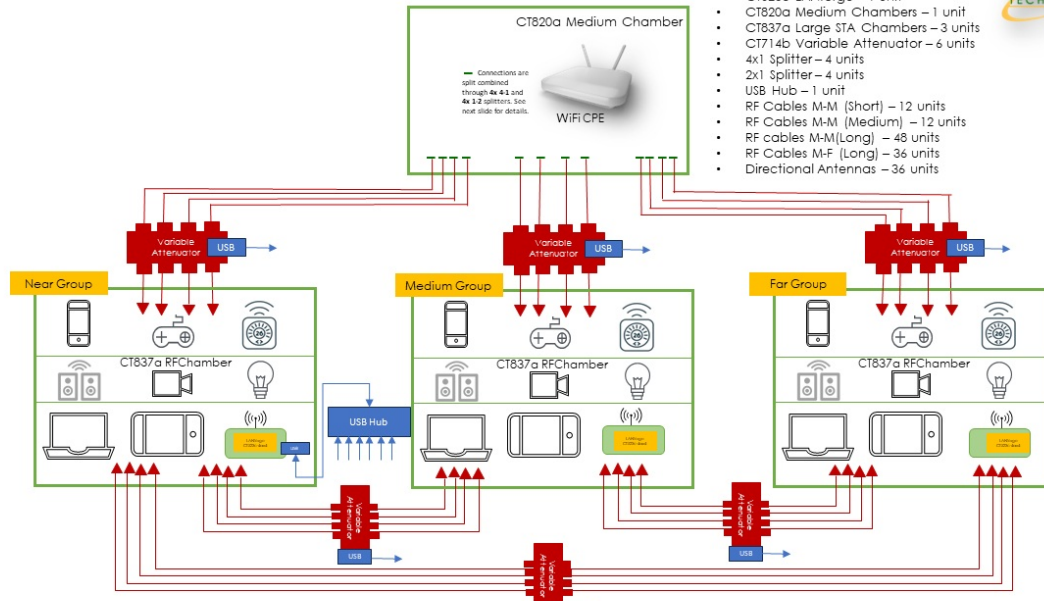 CT820a Medium Chamber
Connections are
split combined
through 4x 4-1 and
4x 1-2 splitters. See
next slide for details.
WiFi CPE
• CT820a Medium Chambers – 1 unit
• CT837a Large STA Chambers – 3 units
• CT714b Variable Attenuator – 6 units
• 4x1 Splitter – 4 units
• 2x1 Splitter – 4 units
• USB Hub – 1 unit
• RF Cables M-M (Short) – 12 units
• RF Cables M-M (Medium) – 12 units
• RF cables M-M(Long) – 48 units
• RF Cables M-F (Long) – 36 units
• Directional Antennas – 36 units
Variable
Attenuator
USB
Variable
Attenuator
USB
Variable
Attenuator
USB
Near Group
Medium Group
Far Group
26
26
26
CT837a RFChamber
CT837a RFChamber
CT837a RFChamber
USB Hub
USB
Variable
Attenuator
USB
Variable
Attenuator
USB
Variable
Attenuator